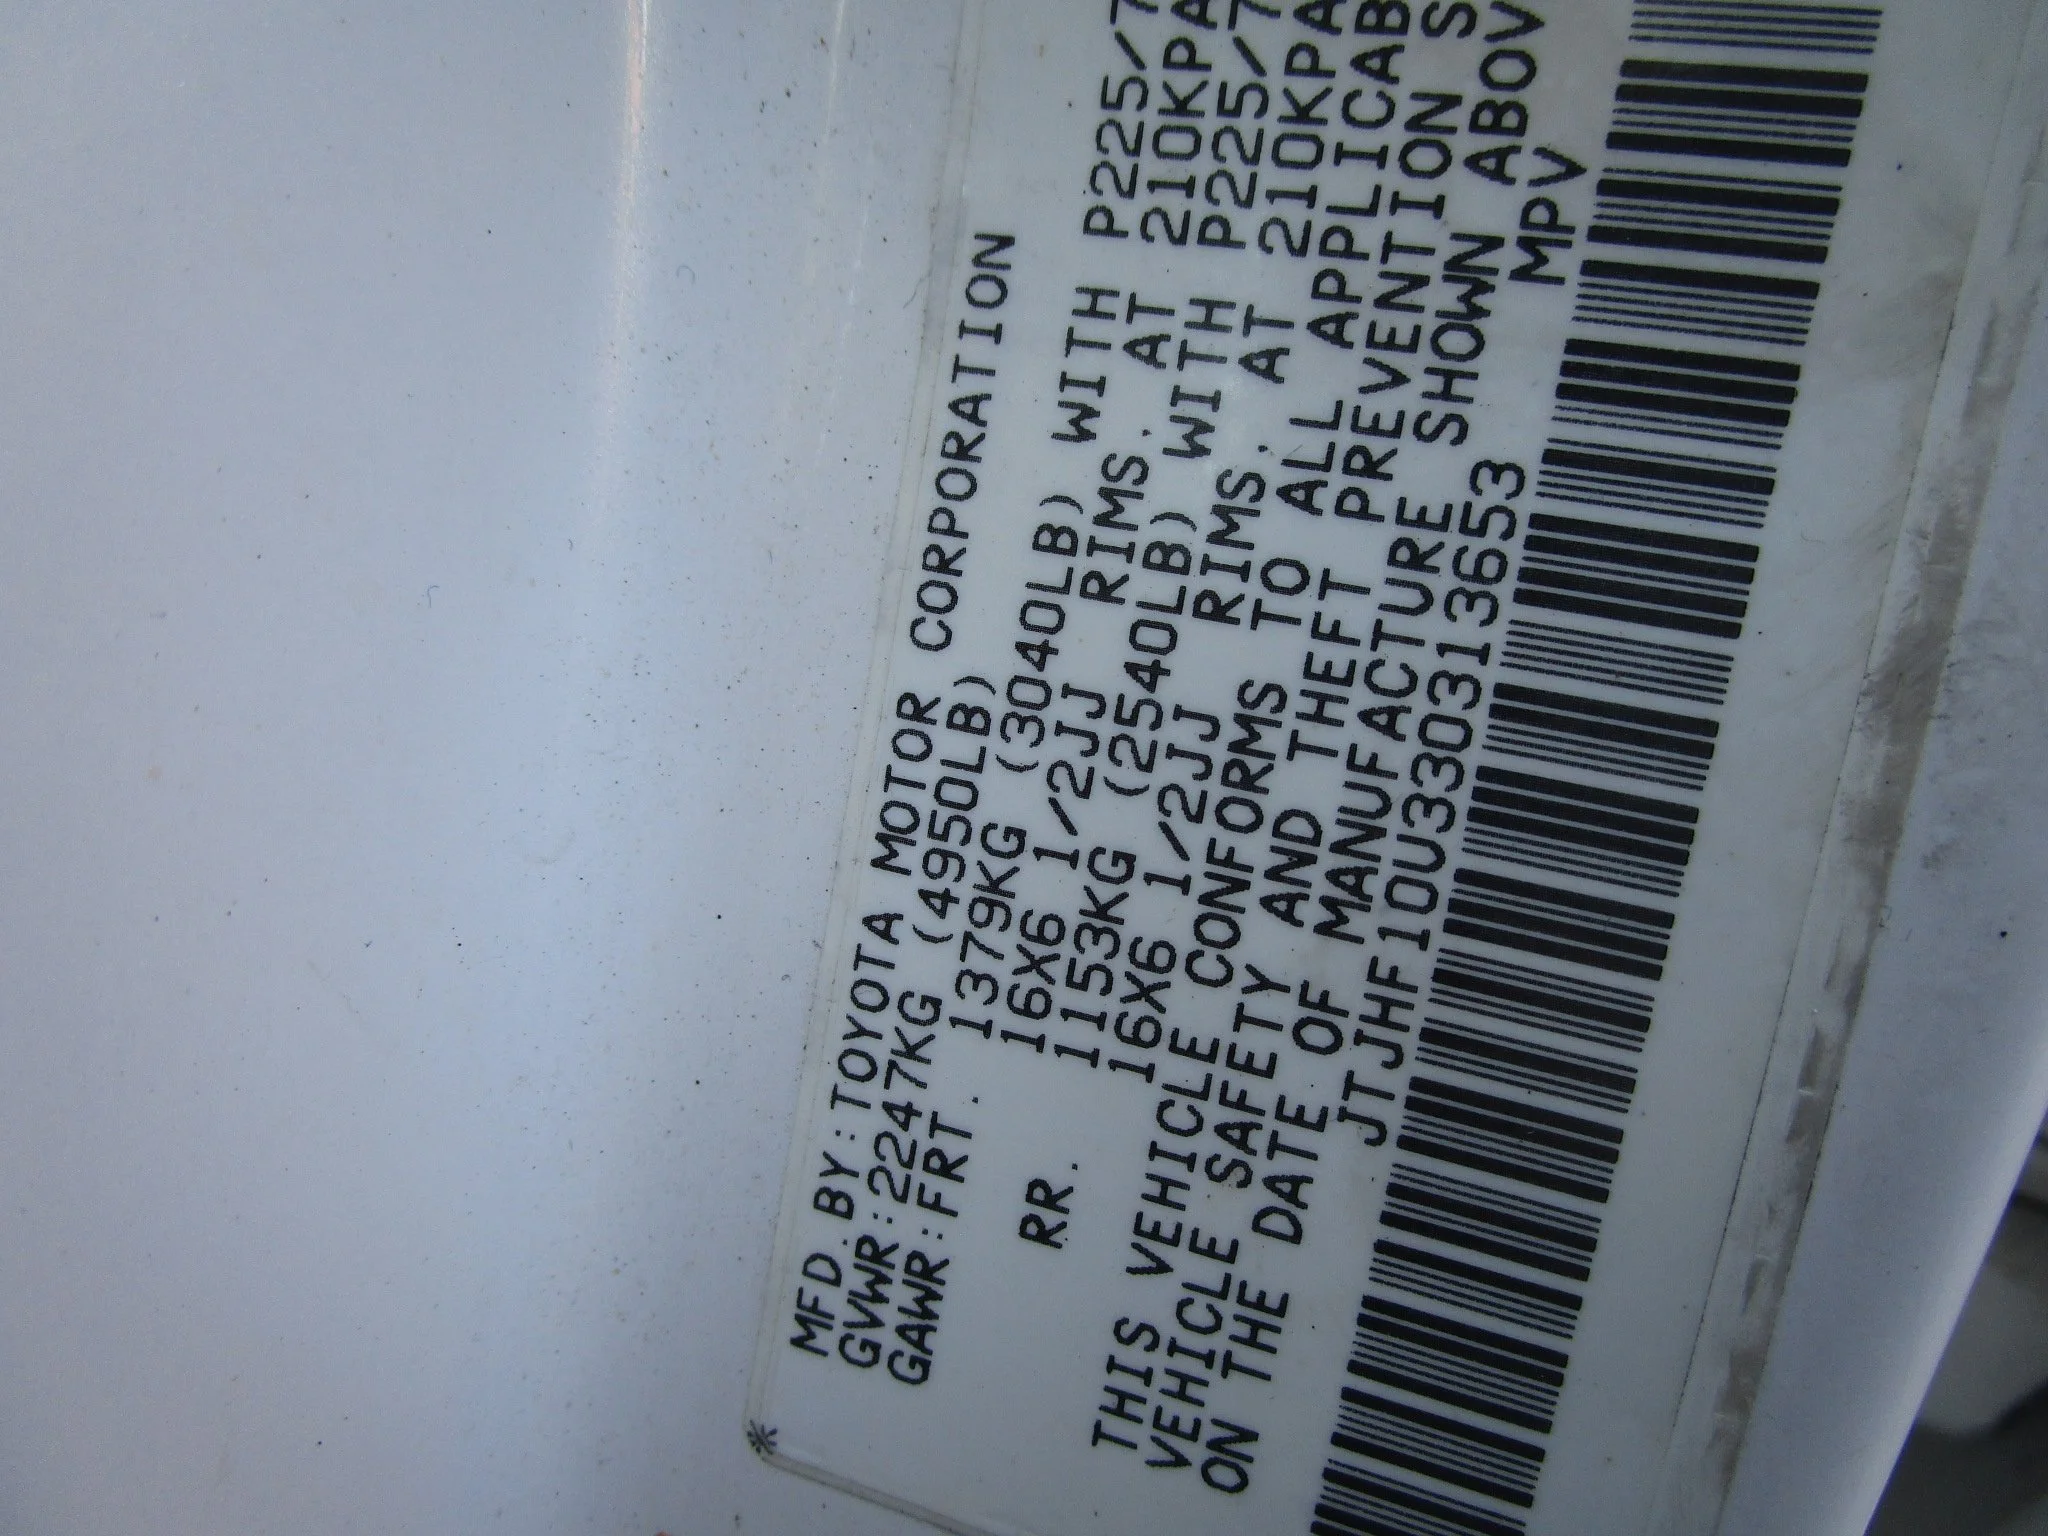 MFD.BY:TOYOTA MOTOR CORPORATION
GVWR:2247KG (4950LB)
GAWR:FRT. 1379KG (3040LB) WITH P225/7
16X6 1/2JJ RIMS. AT 210KPA
RR. 1153KG (2540LB) WITH P225/7
16X6 1/2JJ RIMS. AT 210KPA
THIS VEHICLE CONFORMS TO ALL APPLICAB
VEHICLE SAFETY AND THEFT PREVENTION S
ON THE DATE OF MANUFACTURE SHOWN ABOV
JTJHF10U330313653 MPV